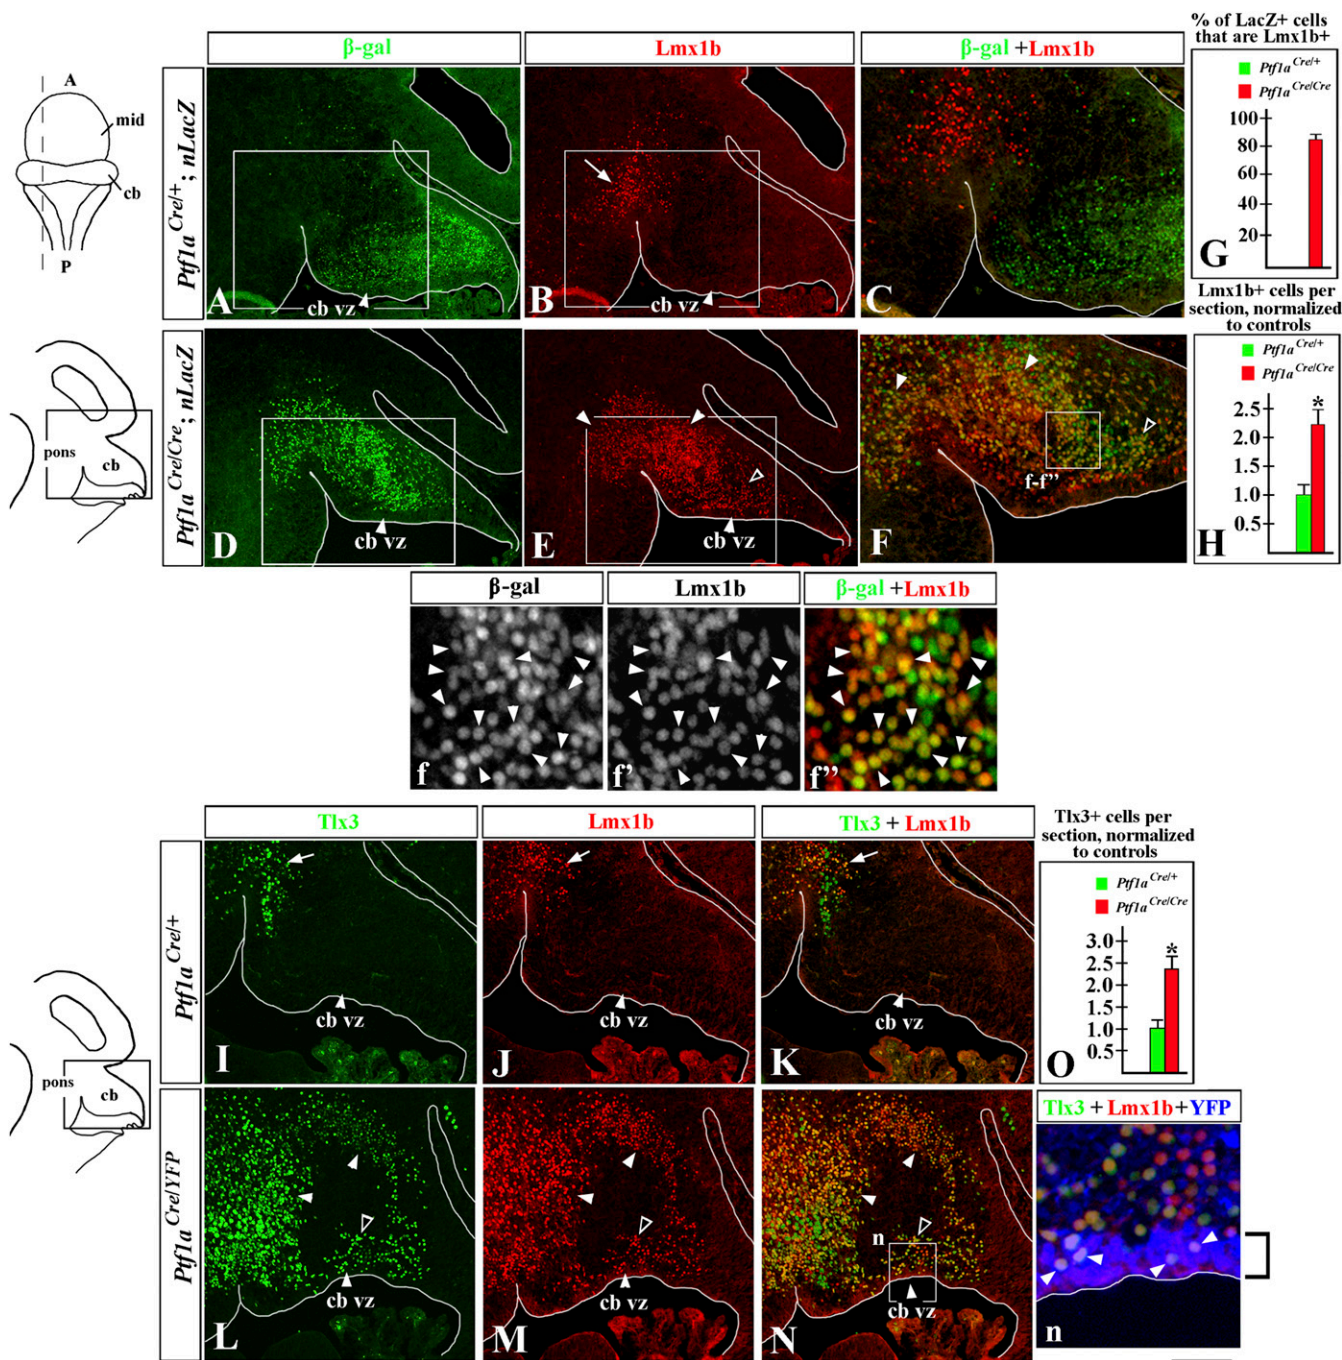 β-gal
Lmx1b
β-gal +Lmx1b
% of LacZ+ cells
that are Lmx1b+
A
mid
cb
P
Ptf1a Cre/+; nLacZ
A
cb vz
B
cb vz
C
Ptf1a Cre/+
Ptf1a Cre/Cre
100
80
60
40
20
G
pons
cb
Ptf1a Cre/Cre; nLacZ
D
cb vz
E
cb vz
F
f-f”
Lmx1b+ cells per
section, normalized
to controls
Ptf1a Cre/+
Ptf1a Cre/Cre
2.5
2.0
1.5
1.0
0.5
*
H
β-gal
Lmx1b
β-gal +Lmx1b
f
f’
f”
Tlx3
Lmx1b
Tlx3 + Lmx1b
Tlx3+ cells per
section, normalized
to controls
Ptf1a Cre/+
I
cb vz
J
cb vz
K
cb vz
Ptf1a Cre/+
Ptf1a Cre/Cre
3.0
2.5
2.0
1.5
1.0
0.5
*
O
pons
cb
Ptf1a Cre/YFP
L
cb vz
M
cb vz
N
n
cb vz
Tlx3 +Lmx1b+YFP
n